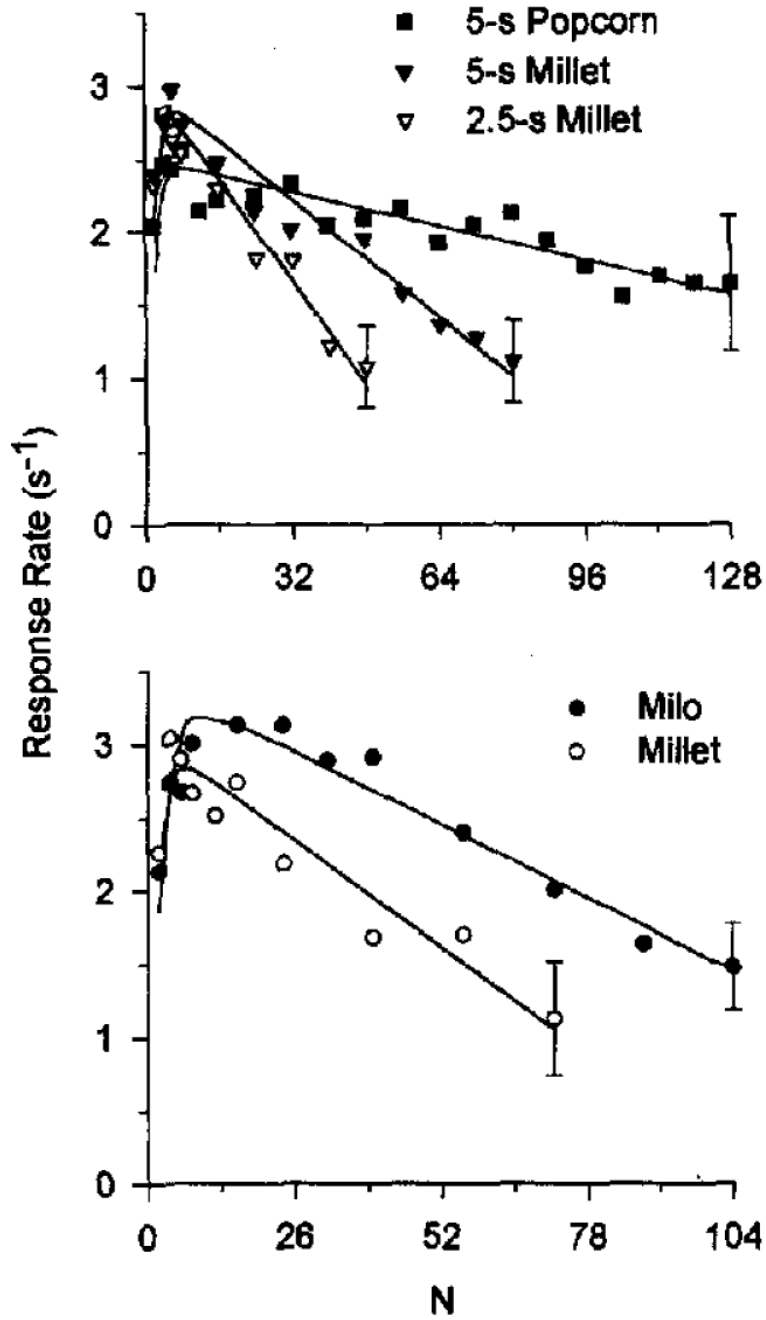 5-s Popcorn
5-s Millet
2.5-s Millet
3
2
1
0
0 32 64 96 128
Response Rate (s⁻¹)
Milo
Millet
3
2
1
0
0 26 52 78 104
N